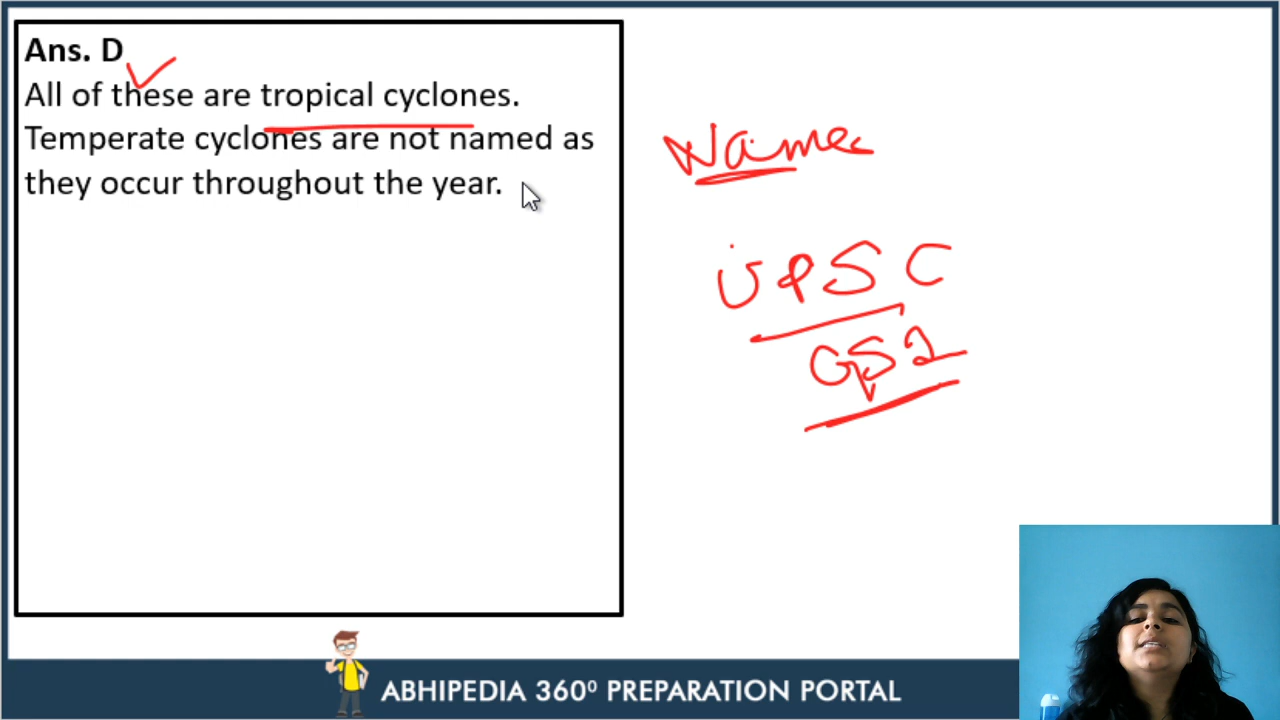 Ans. D
All of these are tropical cyclones.
Temperate cyclones are not named as
they occur throughout the year.
Names
UPSC
GS2
ABHIPEDIA 360° PREPARATION PORTAL